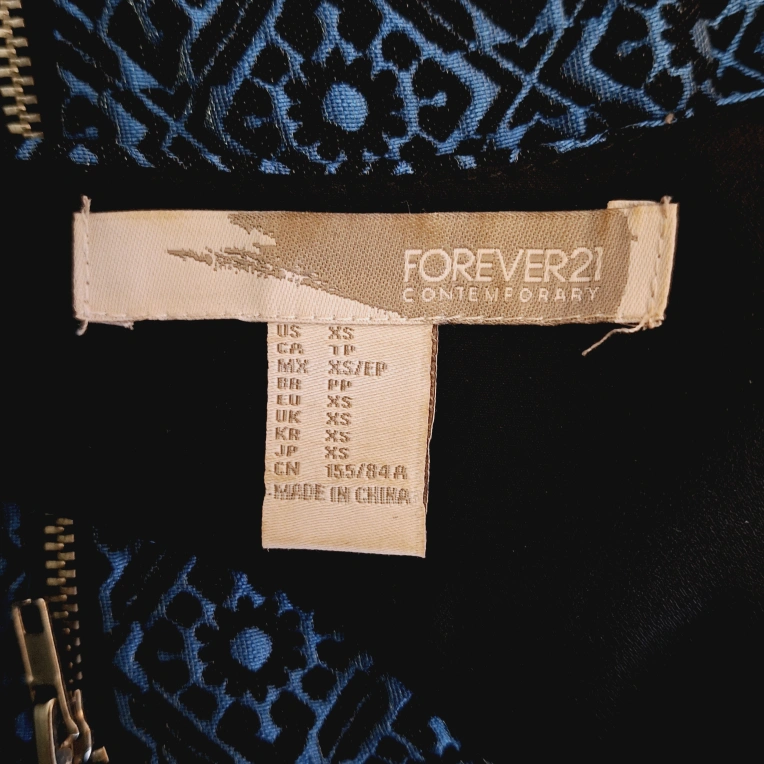 FOREVER21
CONTEMPORARY
US XS
CA TP
MX XS/EP
BR PP
EU XS
UK XS
KR XS
JP XS
CN 155/84A
MADE IN CHINA